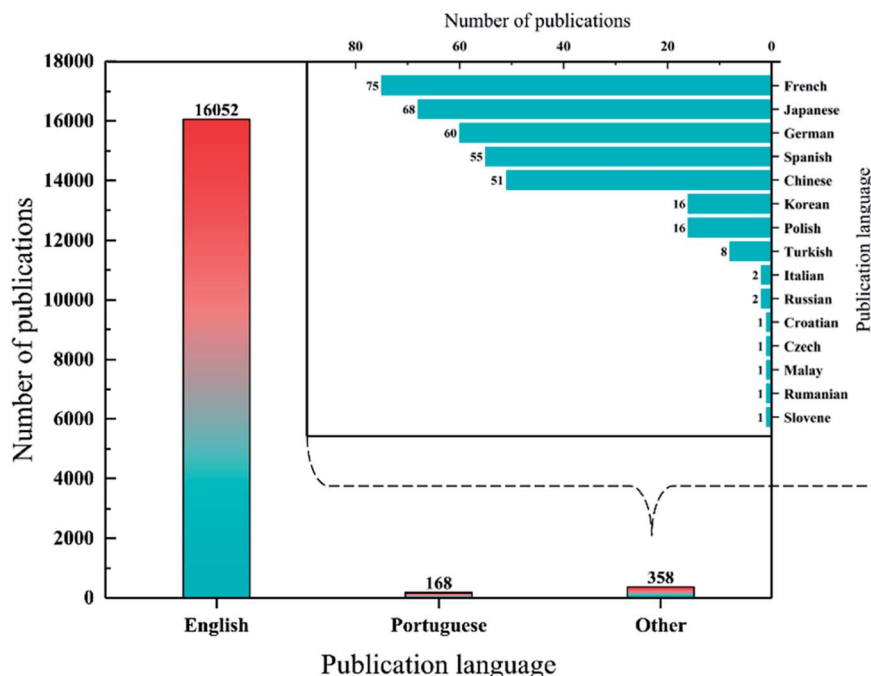 Number of publications
80 60 40 20 0
18000
16000
14000
12000
10000
8000
6000
4000
2000
0
Number of publications
16052
168
358
75 French
68 Japanese
60 German
55 Spanish
51 Chinese
16 Korean
16 Polish
8 Turkish
2 Italian
2 Russian
1 Croatian
1 Czech
1 Malay
1 Rumanian
1 Slovene
Publication language
English Portuguese Other
Publication language